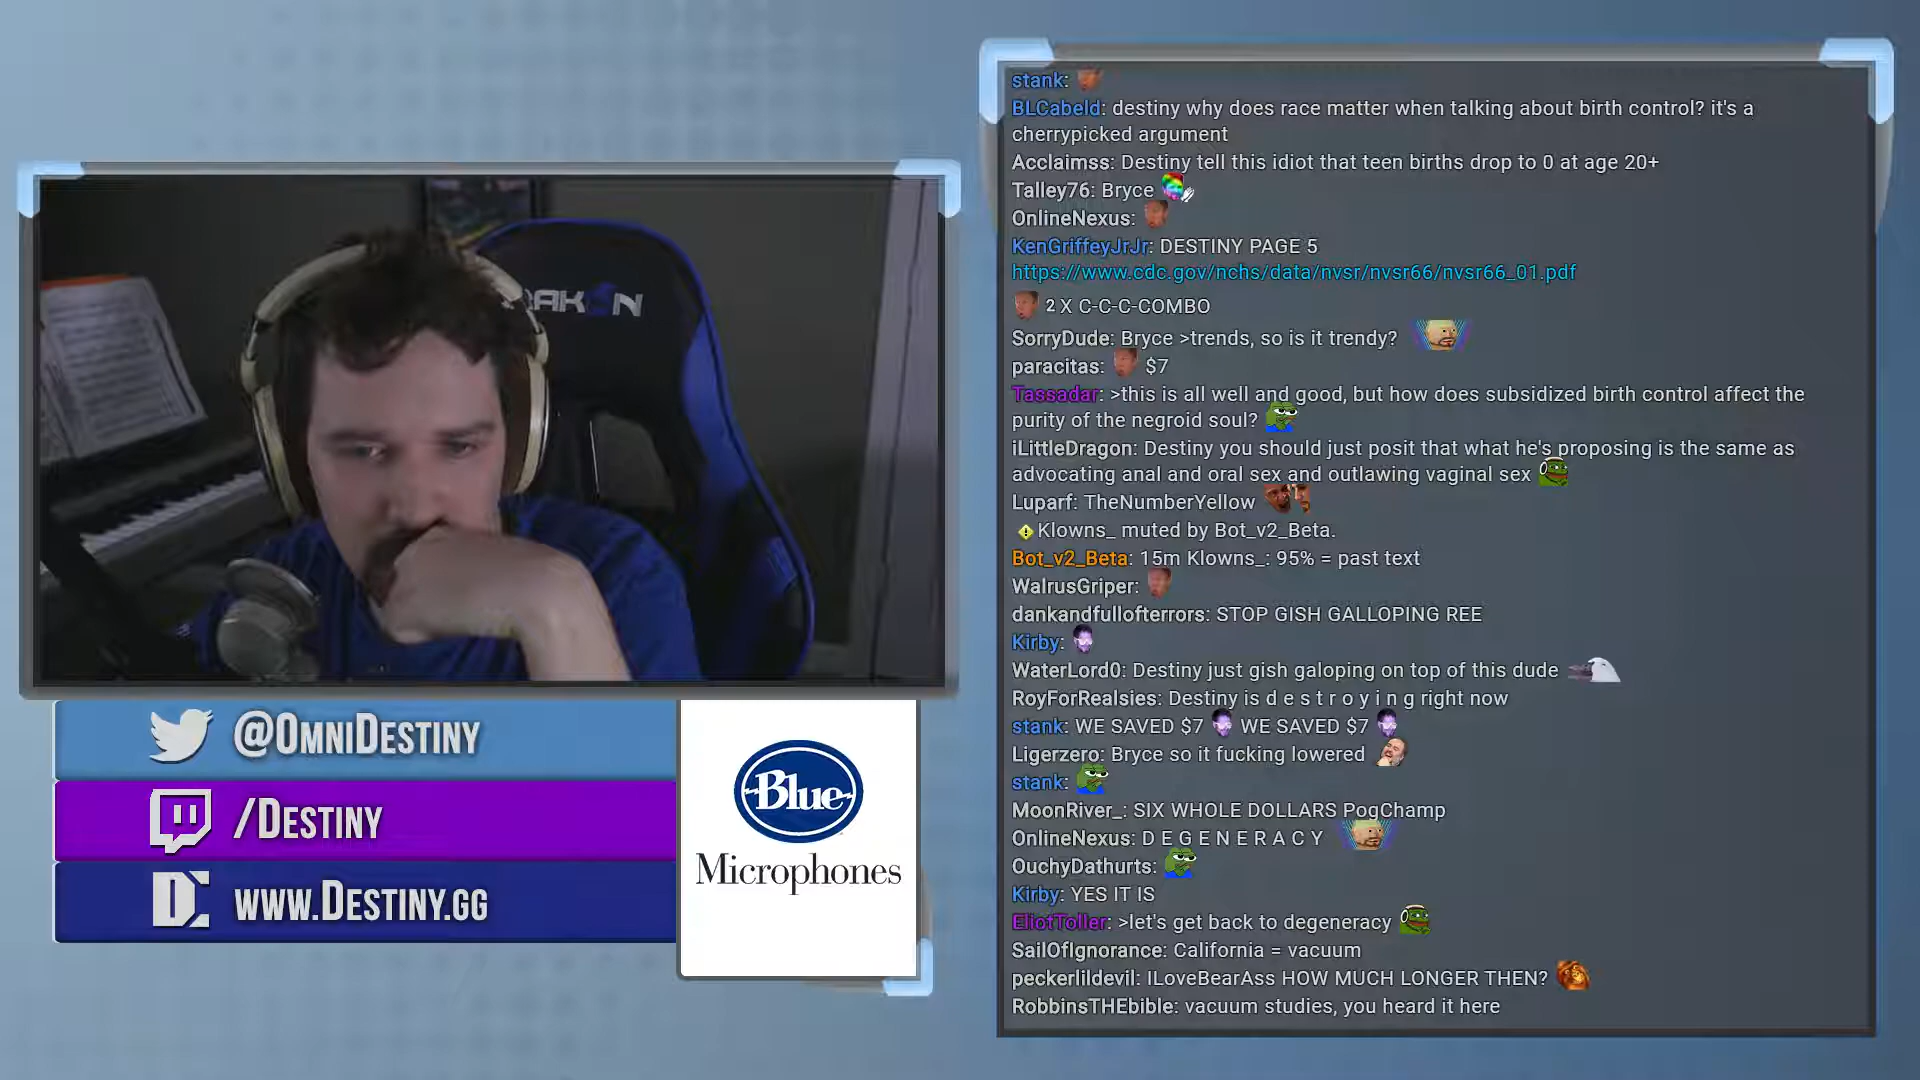 stank:
BLCabeld: destiny why does race matter when talking about birth control? it's a
cherrypicked argument
Acclaimss: Destiny tell this idiot that teen births drop to 0 at age 20+
Talley76: Bryce
OnlineNexus:
KenGriffeyJrJr: DESTINY PAGE 5
https://www.cdc.gov/nchs/data/nvsr/nvsr66/nvsr66_01.pdf
2 X C-C-C-COMBO
SorryDude: Bryce >trends, so is it trendy?
paracitas: $7
Tassadar: >this is all well and good, but how does subsidized birth control affect the
purity of the negroid soul?
iLittleDragon: Destiny you should just posit that what he's proposing is the same as
advocating anal and oral sex and outlawing vaginal sex
Luparf: TheNumberYellow
Klowns_ muted by Bot_v2_Beta.
Bot_v2_Beta: 15m Klowns_: 95% = past text
WalrusGriper:
dankandfullofterrors: STOP GISH GALLOPING REE
Kirby:
WaterLord0: Destiny just gish galoping on top of this dude
RoyForRealsies: Destiny is d e s t r o y i n g right now
stank: WE SAVED $7 WE SAVED $7
Ligerzero: Bryce so it fucking lowered
stank:
MoonRiver_: SIX WHOLE DOLLARS PogChamp
OnlineNexus: D E G E N E R A C Y
OuchyDathurts:
Kirby: YES IT IS
EliotToller: >let's get back to degeneracy
SailOfIgnorance: California = vacuum
peckerlildevil: ILoveBearAss HOW MUCH LONGER THEN?
RobbinsTHEbible: vacuum studies, you heard it here
AKON
@OmniDestiny
/Destiny
www.Destiny.gg
Blue
Microphones